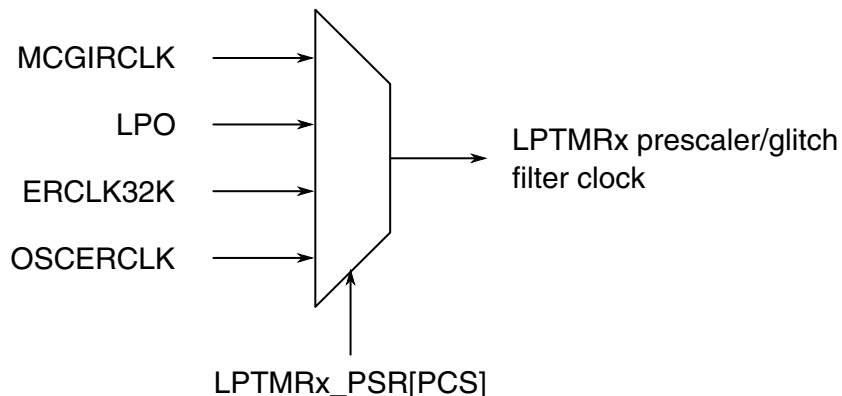 MCGIRCLK
LPO
ERCLK32K
OSCERCLK
LPTMRx prescaler/glitch
filter clock
LPTMRx_PSR[PCS]